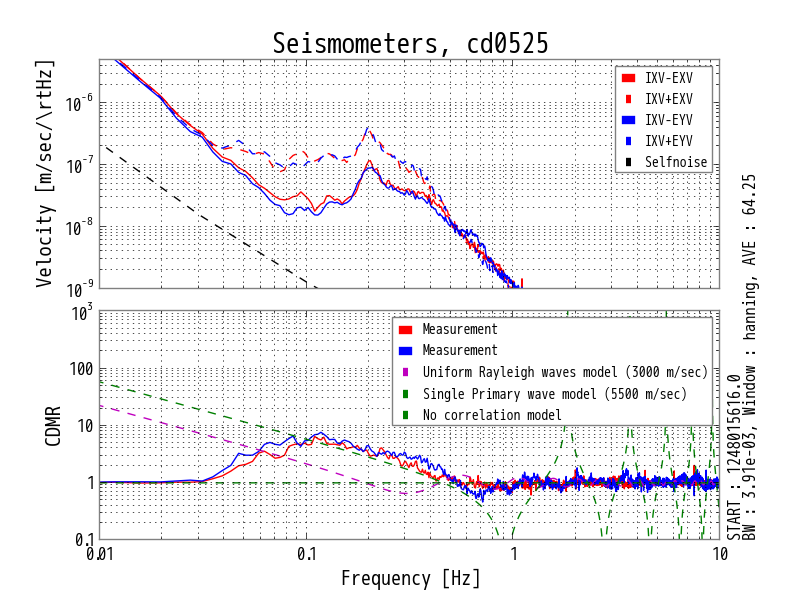 Seismometers, cd0525
Velocity [m/sec/\rtHz]
10^-6
10^-7
10^-8
10^-9
IXV-EXV
IXV+EXV
IXV-EYV
IXV+EYV
Selfnoise
CDMR
10^3
100
10
1
0.1
Measurement
Measurement
Uniform Rayleigh waves model (3000 m/sec)
Single Primary wave model (5500 m/sec)
No correlation model
0.01
0.1
1
10
Frequency [Hz]
START : 1248015616.0
BW : 3.91e-03, Window : hanning, AVE : 64.25